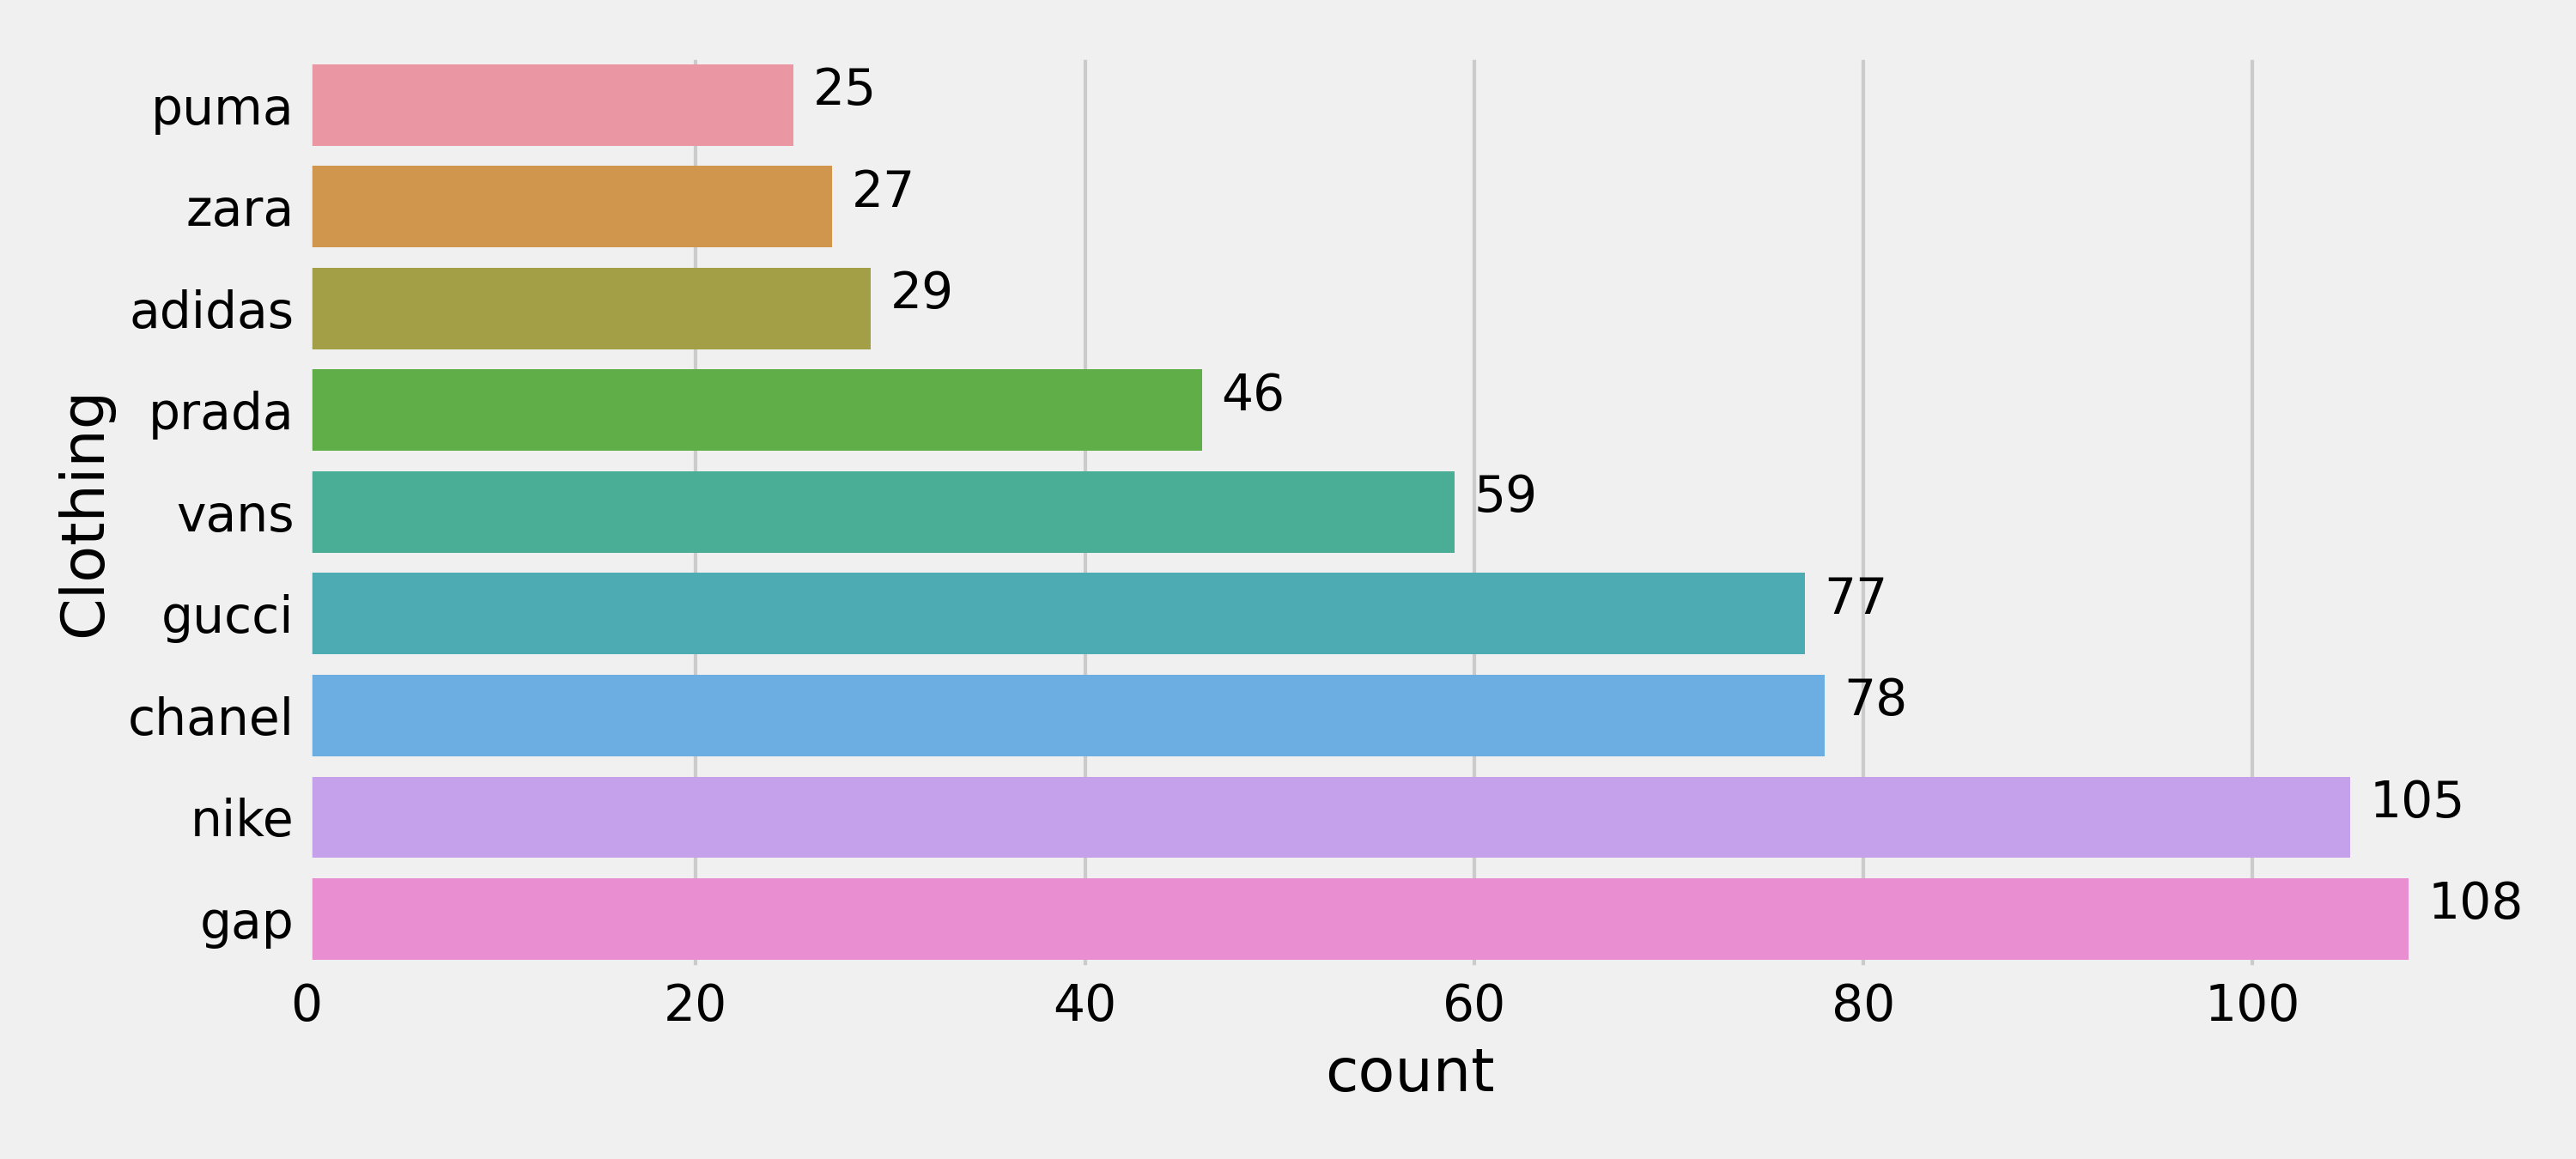 puma 25
zara 27
adidas 29
prada 46
vans 59
gucci 77
chanel 78
nike 105
gap 108
Clothing
0 20 40 60 80 100
count